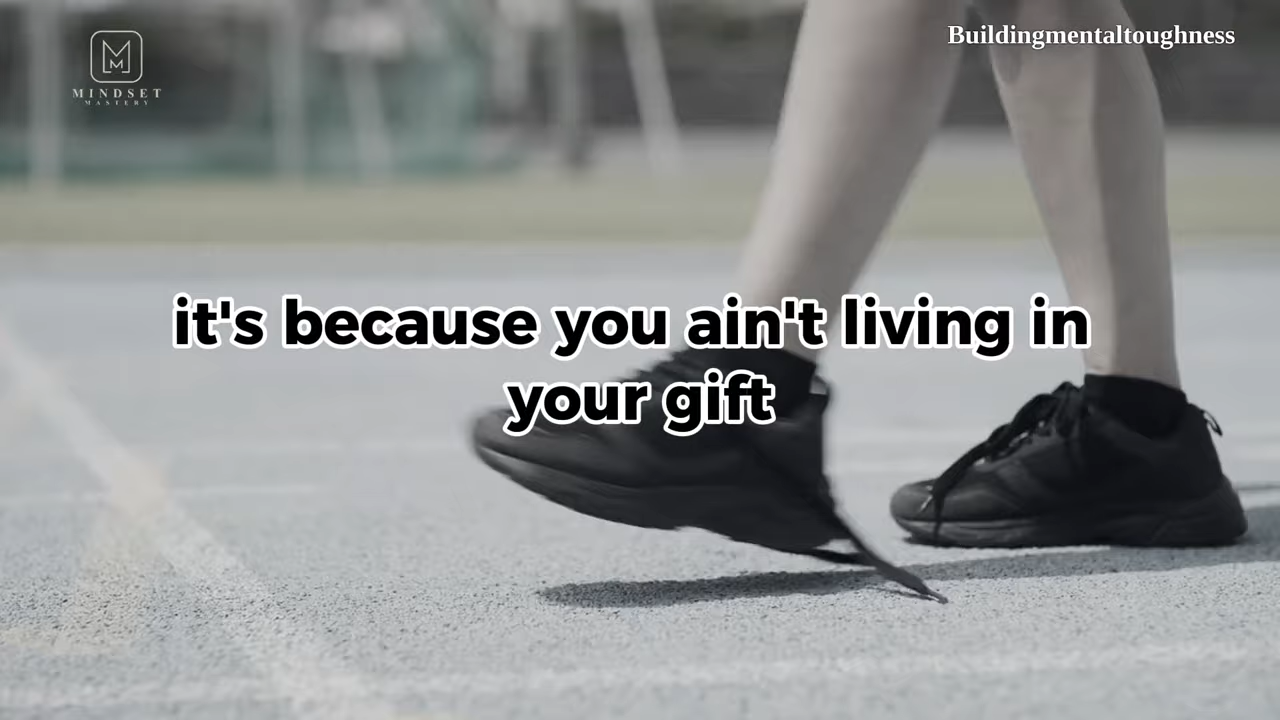 Buildingmentaltoughness
M
MINDSET
MASTERY
it's because you ain't living in
your gift